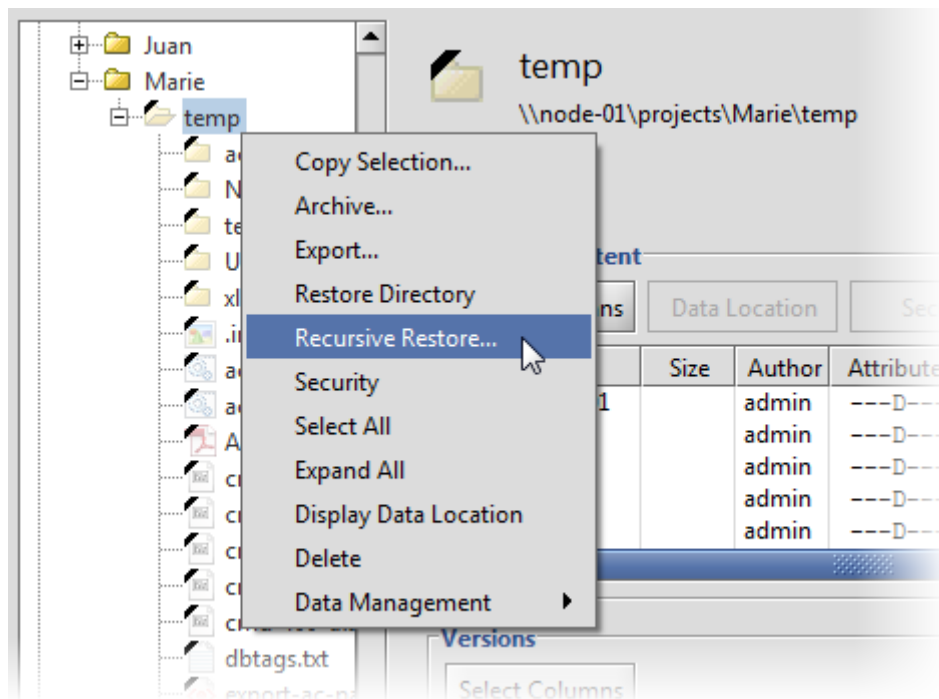 Juan
Marie
temp
dbtags.txt
temp
\\node-01\projects\Marie\temp
Copy Selection...
Archive...
Export...
Restore Directory
Recursive Restore...
Security
Select All
Expand All
Display Data Location
Delete
Data Management
Data Location
Size Author Attribute
admin ---D---
admin ---D---
admin ---D---
admin ---D---
admin ---D---
Versions
Select Columns